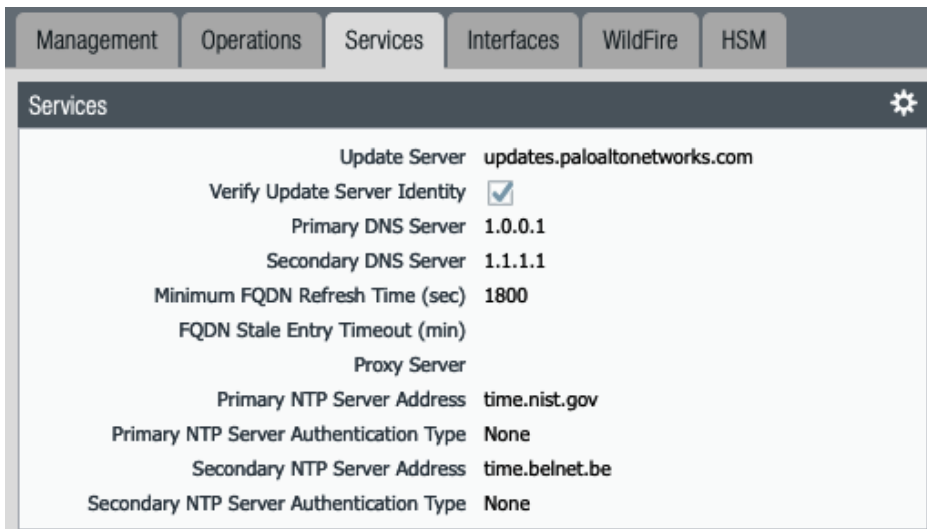 Management Operations Services Interfaces WildFire HSM
Services
Update Server updates.paloaltonetworks.com
Verify Update Server Identity
Primary DNS Server 1.0.0.1
Secondary DNS Server 1.1.1.1
Minimum FQDN Refresh Time (sec) 1800
FQDN Stale Entry Timeout (min)
Proxy Server
Primary NTP Server Address time.nist.gov
Primary NTP Server Authentication Type None
Secondary NTP Server Address time.belnet.be
Secondary NTP Server Authentication Type None